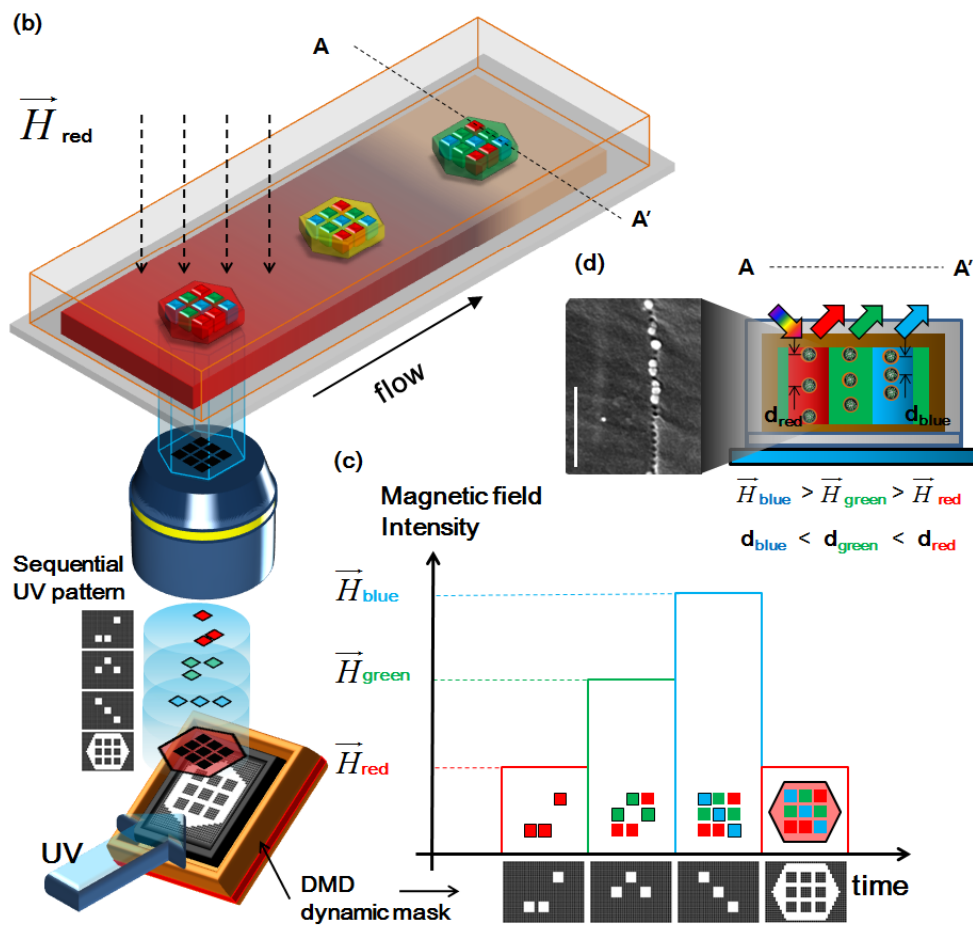 (b)
A
H red
A'
flow
(d)
A A'
d red
d blue
H blue > H green > H red
d blue < d green < d red
(c)
Magnetic field
Intensity
H blue
H green
H red
time
Sequential
UV pattern
UV
DMD
dynamic mask